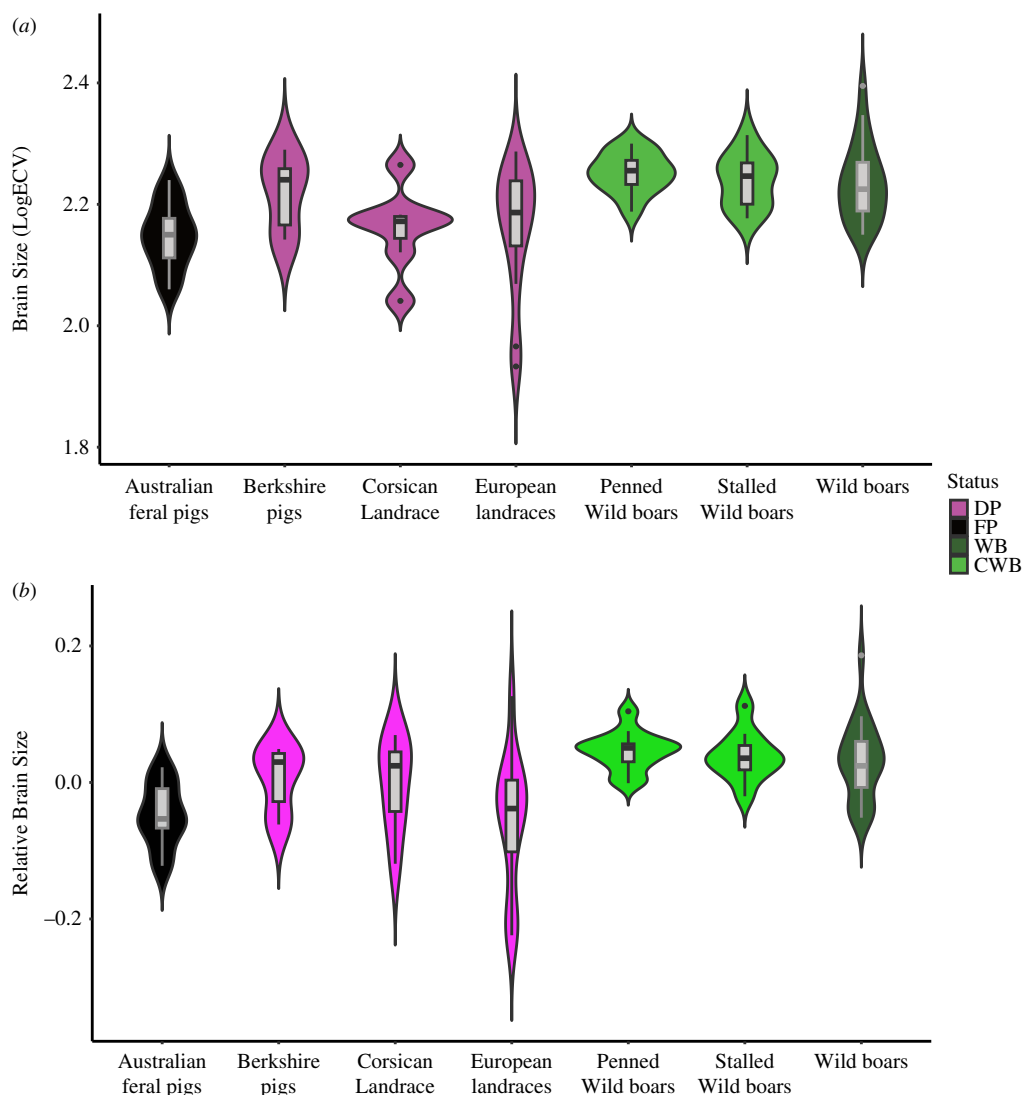 (a)
Brain Size (LogECV)
2.4
2.2
2.0
1.8
Australian
feral pigs
Berkshire
pigs
Corsican
Landrace
European
landraces
Penned
Wild boars
Stalled
Wild boars
Wild boars
Status
DP
FP
WB
CWB
(b)
Relative Brain Size
0.2
0.0
–0.2
Australian
feral pigs
Berkshire
pigs
Corsican
Landrace
European
landraces
Penned
Wild boars
Stalled
Wild boars
Wild boars